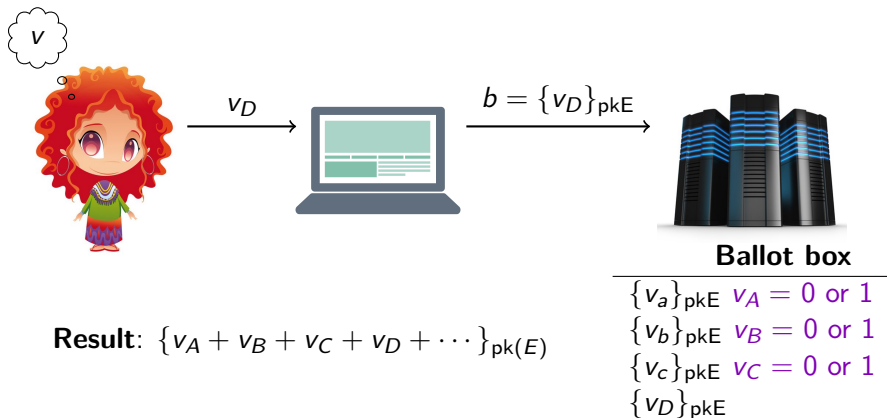 v
v_D
b = {v_D}_pkE
Ballot box
{v_a}_pkE v_A = 0 or 1
{v_b}_pkE v_B = 0 or 1
{v_c}_pkE v_C = 0 or 1
{v_D}_pkE
Result: {v_A + v_B + v_C + v_D + ⋯}_pk(E)